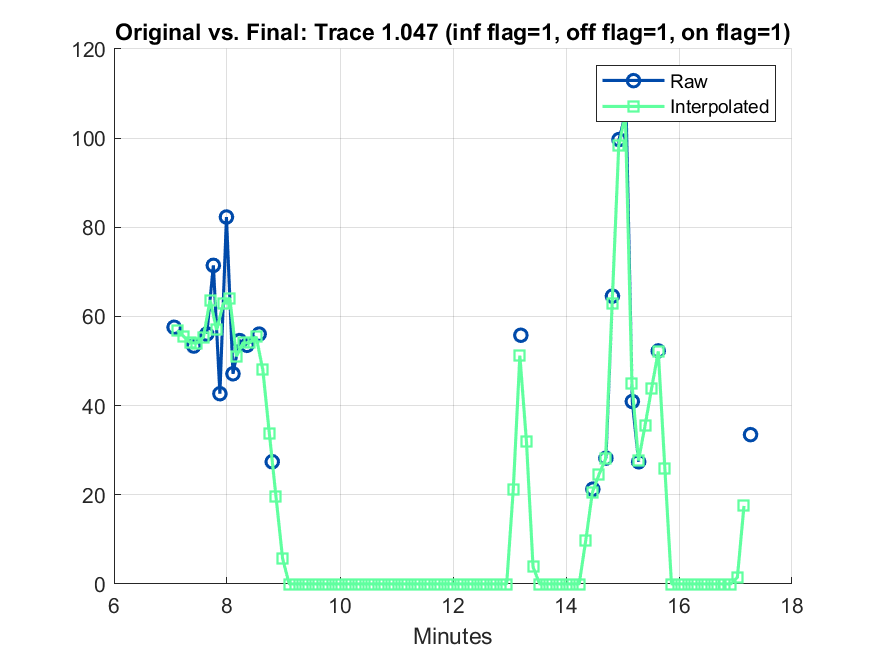 Original vs. Final: Trace 1.047 (inf flag=1, off flag=1, on flag=1)
120
100
80
60
40
20
0
Raw
Interpolated
6 8 10 12 14 16 18
Minutes